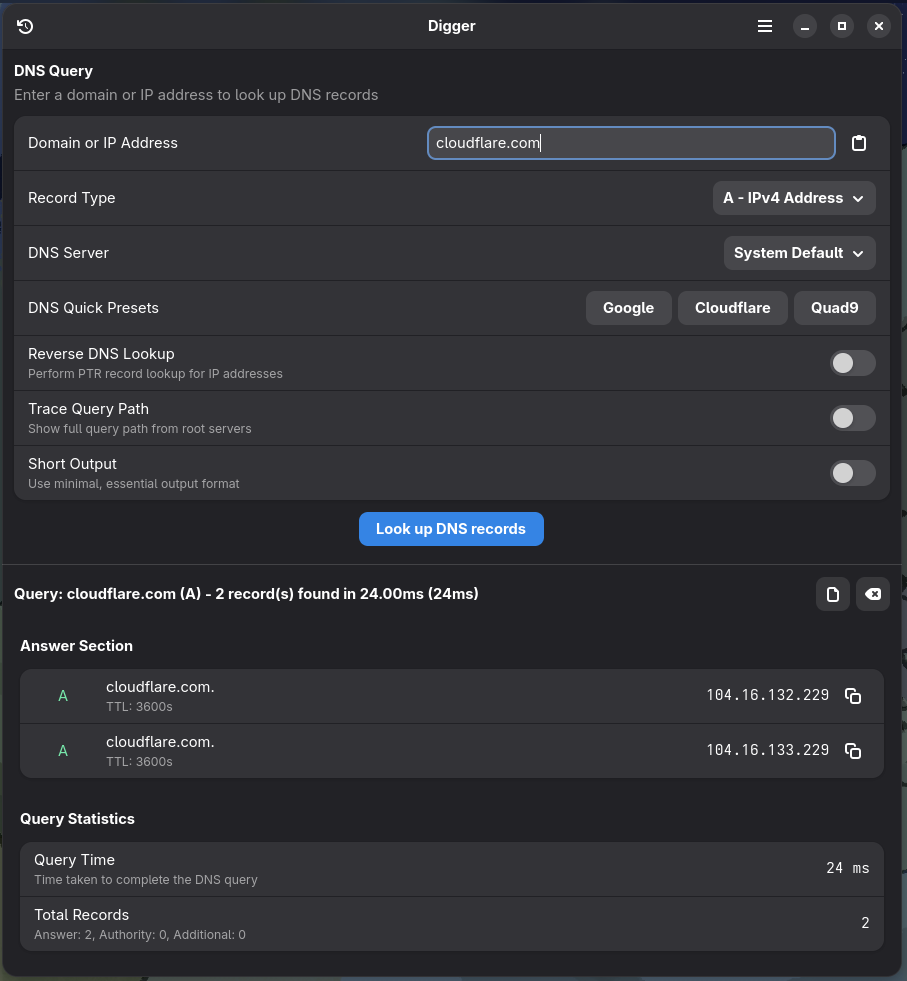 Digger
DNS Query
Enter a domain or IP address to look up DNS records
Domain or IP Address
cloudflare.com
Record Type
A - IPv4 Address
DNS Server
System Default
DNS Quick Presets
Google
Cloudflare
Quad9
Reverse DNS Lookup
Perform PTR record lookup for IP addresses
Trace Query Path
Show full query path from root servers
Short Output
Use minimal, essential output format
Look up DNS records
Query: cloudflare.com (A) - 2 record(s) found in 24.00ms (24ms)
Answer Section
A
cloudflare.com.
TTL: 3600s
104.16.132.229
A
cloudflare.com.
TTL: 3600s
104.16.133.229
Query Statistics
Query Time
Time taken to complete the DNS query
24 ms
Total Records
Answer: 2, Authority: 0, Additional: 0
2